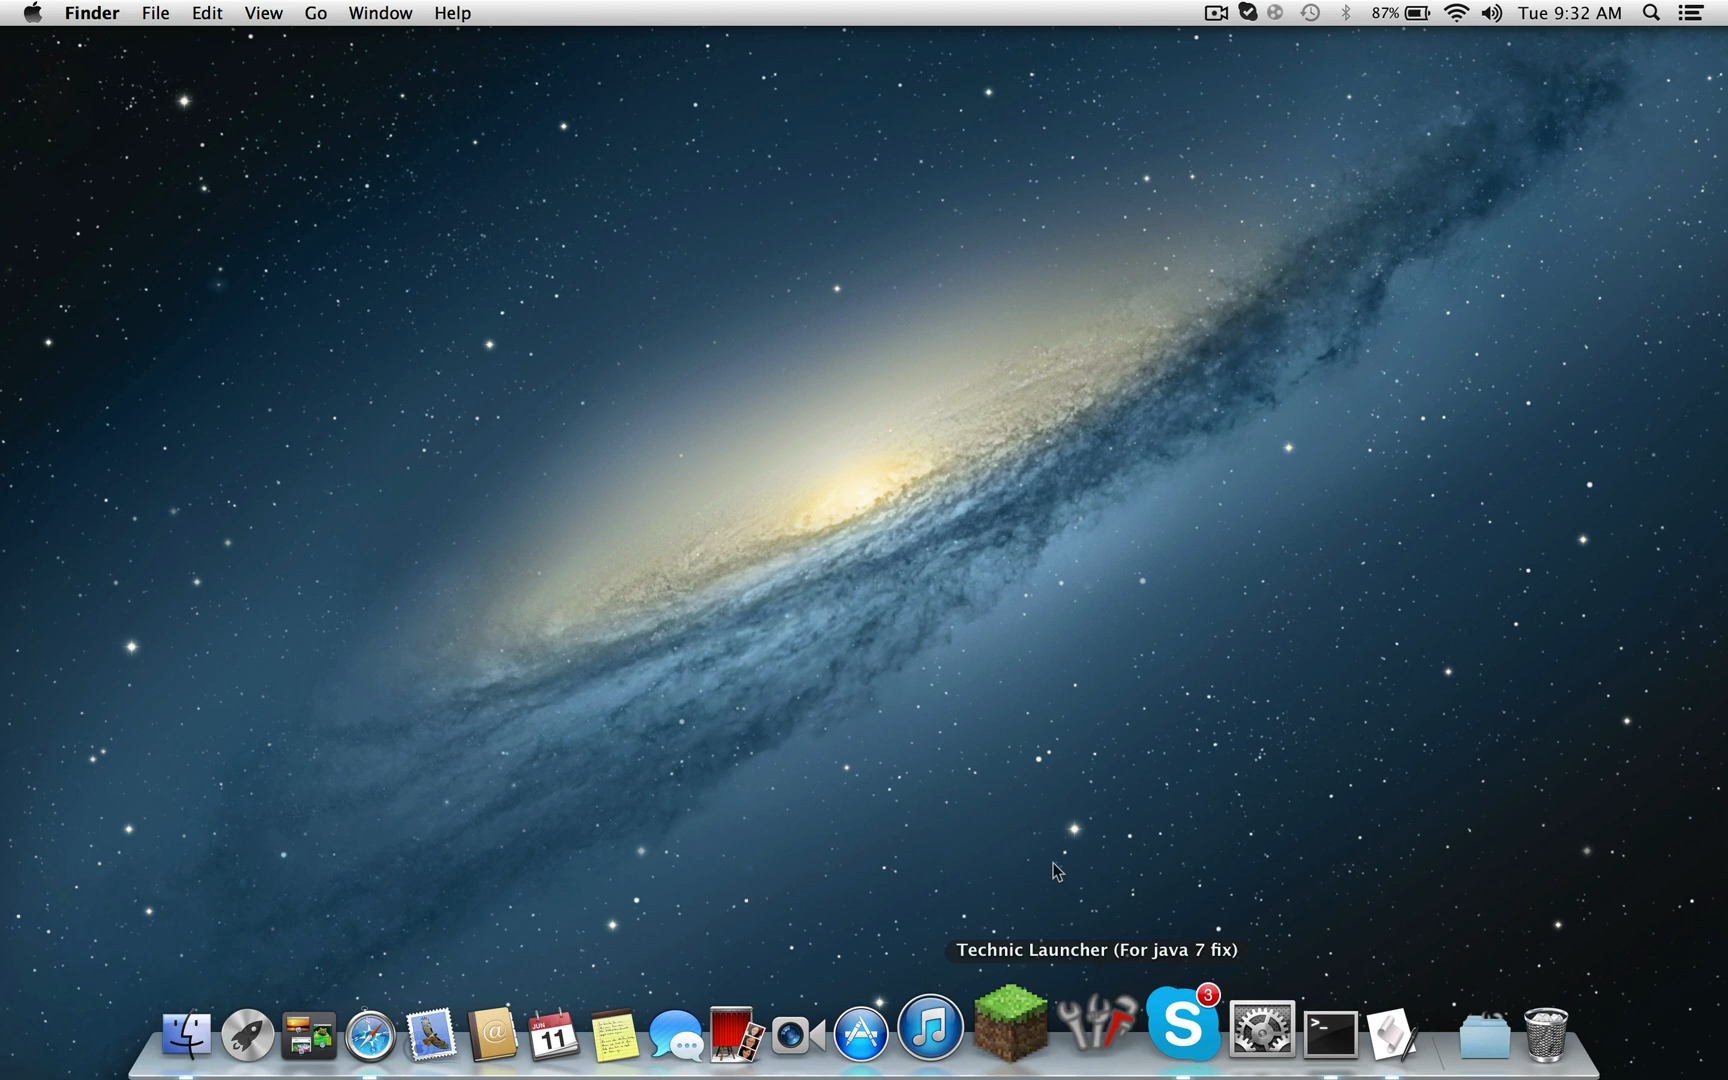 Finder File Edit View Go Window Help 87% Tue 9:32 AM
Technic Launcher (For java 7 fix)
3
JUN
11
@
S
>_